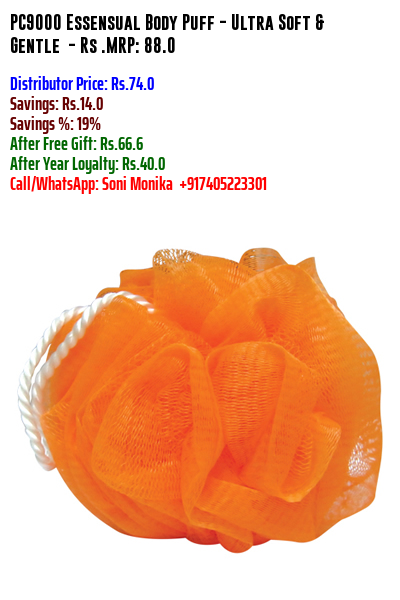 PC9000 Essensual Body Puff - Ultra Soft &
Gentle - Rs .MRP: 88.0
Distributor Price: Rs.74.0
Savings: Rs.14.0
Savings %: 19%
After Free Gift: Rs.66.6
After Year Loyalty: Rs.40.0
Call/WhatsApp: Soni Monika +917405223301